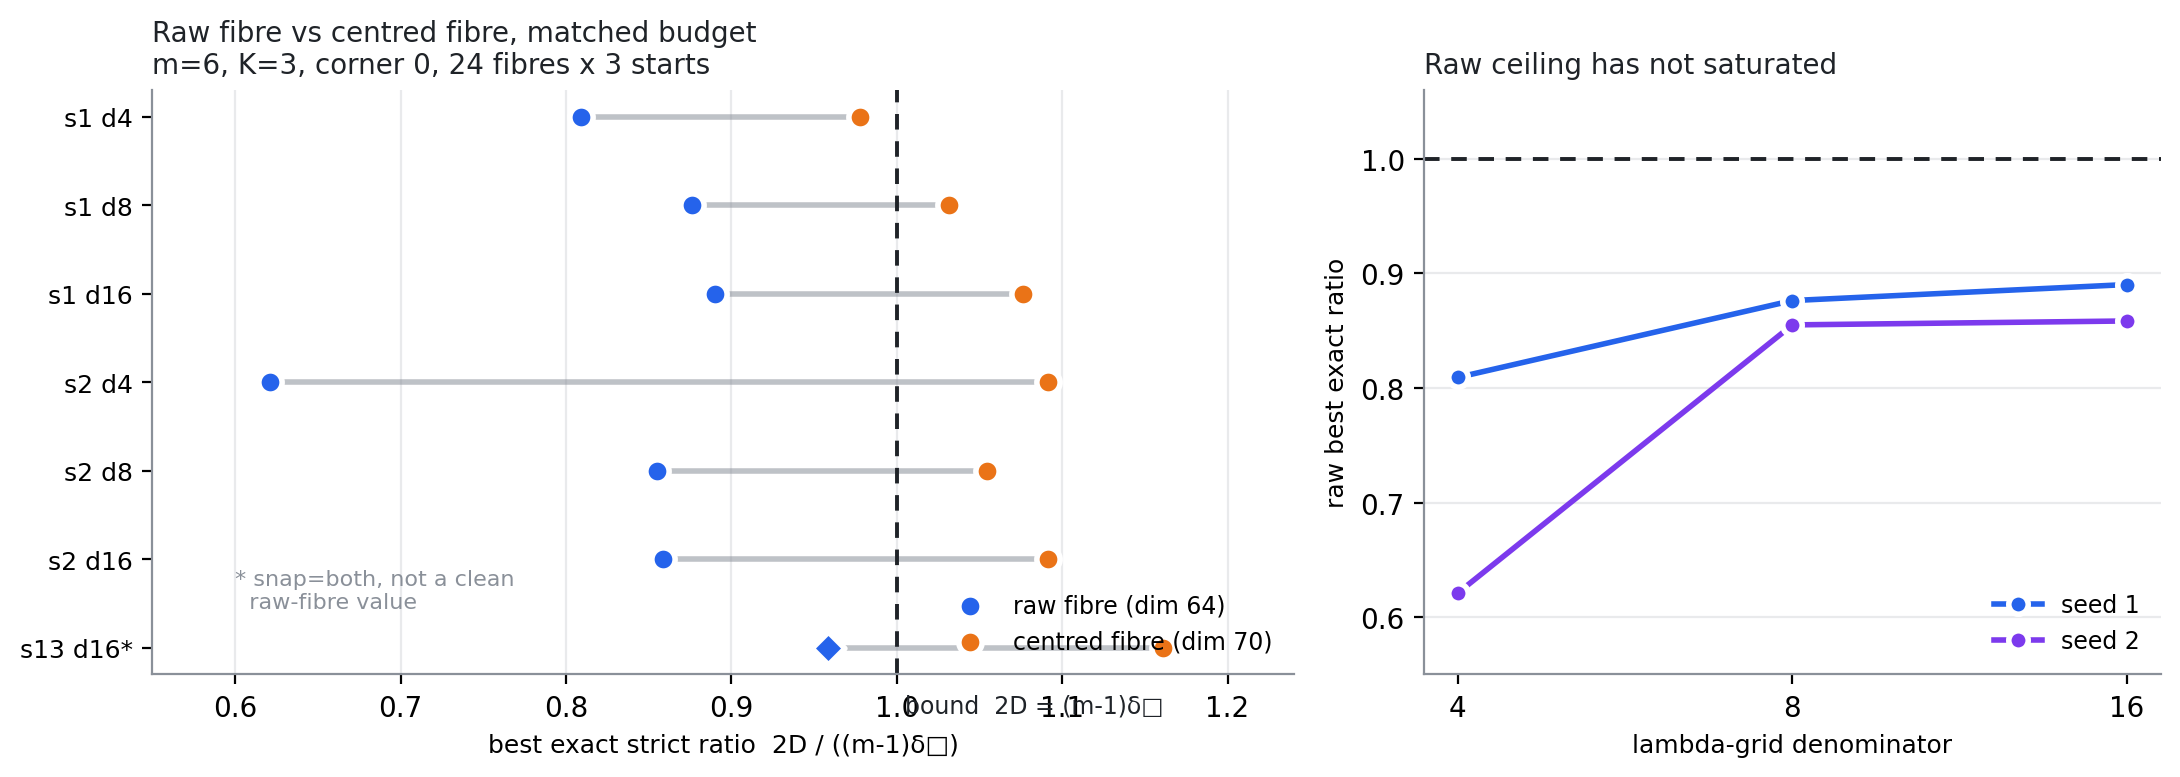 Raw fibre vs centred fibre, matched budget
m=6, K=3, corner 0, 24 fibres x 3 starts
s1 d4
s1 d8
s1 d16
s2 d4
s2 d8
s2 d16
s13 d16*
* snap=both, not a clean
raw-fibre value
raw fibre (dim 64)
centred fibre (dim 70)
0.6 0.7 0.8 0.9 1.0 1.1 1.2
bound 2D = (m-1)δ□
best exact strict ratio 2D / ((m-1)δ□)
Raw ceiling has not saturated
raw best exact ratio
1.0
0.9
0.8
0.7
0.6
seed 1
seed 2
4 8 16
lambda-grid denominator